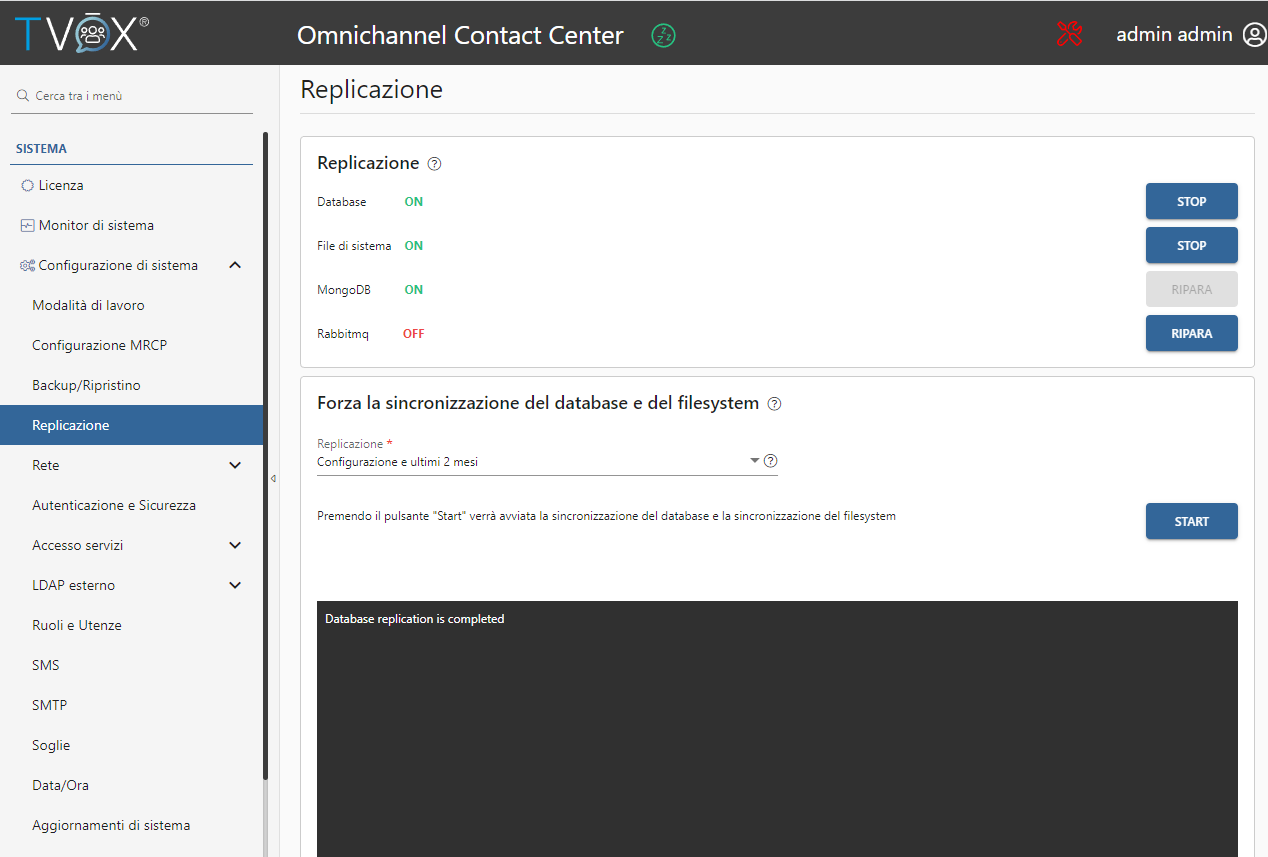 TVOX®
Omnichannel Contact Center
admin admin
Cerca tra i menù
SISTEMA
Licenza
Monitor di sistema
Configurazione di sistema
Modalità di lavoro
Configurazione MRCP
Backup/Ripristino
Replicazione
Rete
Autenticazione e Sicurezza
Accesso servizi
LDAP esterno
Ruoli e Utenze
SMS
SMTP
Soglie
Data/Ora
Aggiornamenti di sistema
Replicazione
Replicazione ?
Database ON STOP
File di sistema ON STOP
MongoDB ON RIPARA
Rabbitmq OFF RIPARA
Forza la sincronizzazione del database e del filesystem ?
Replicazione *
Configurazione e ultimi 2 mesi ?
Premendo il pulsante "Start" verrà avviata la sincronizzazione del database e la sincronizzazione del filesystem
START
Database replication is completed